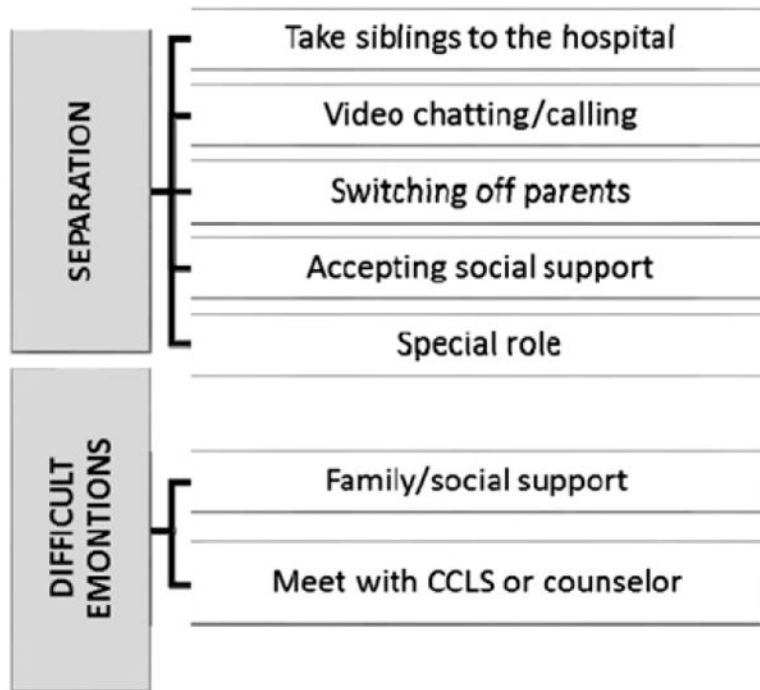 SEPARATION
Take siblings to the hospital
Video chatting/calling
Switching off parents
Accepting social support
Special role
DIFFICULT
EMONTIONS
Family/social support
Meet with CCLS or counselor